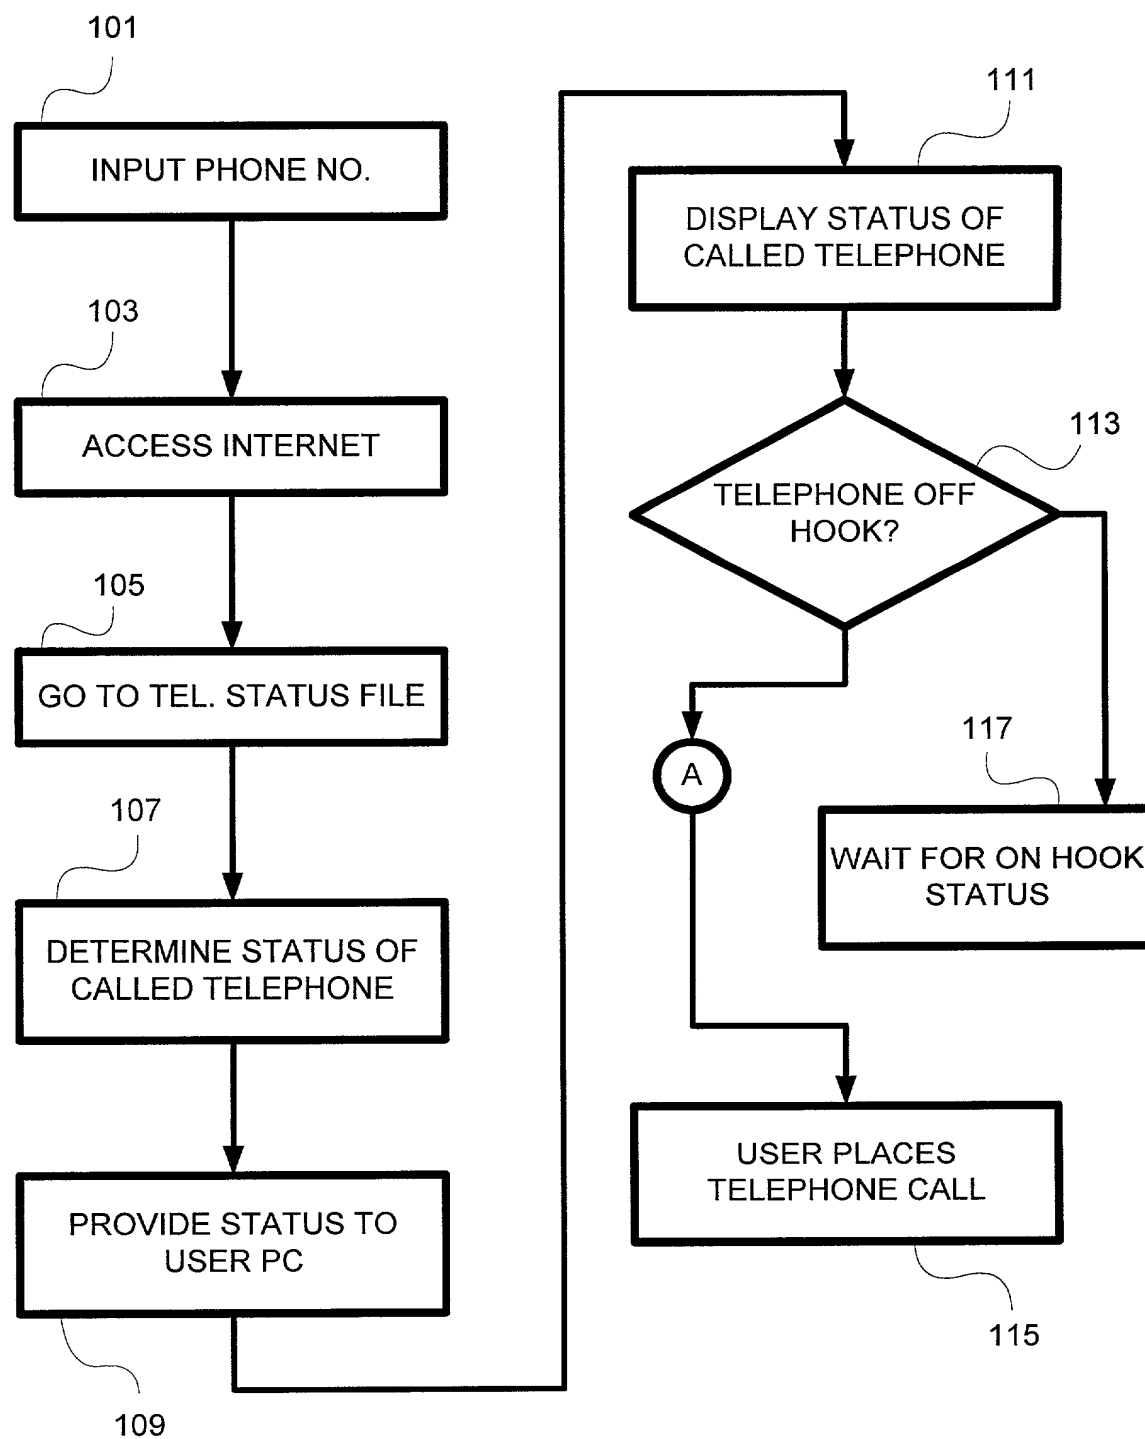 101
INPUT PHONE NO.
103
ACCESS INTERNET
105
GO TO TEL. STATUS FILE
107
DETERMINE STATUS OF
CALLED TELEPHONE
PROVIDE STATUS TO
USER PC
109
111
DISPLAY STATUS OF
CALLED TELEPHONE
113
TELEPHONE OFF
HOOK?
A
117
WAIT FOR ON HOOK
STATUS
USER PLACES
TELEPHONE CALL
115